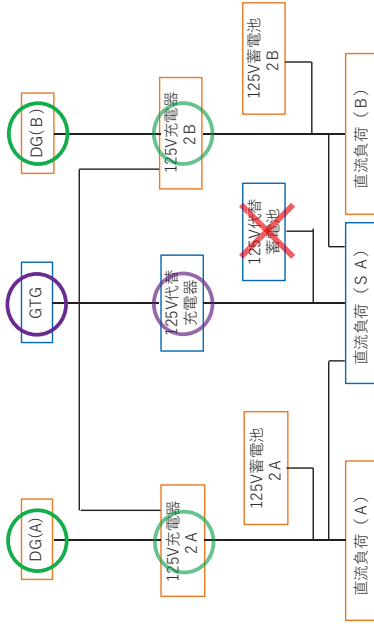 DG(A)
GTG
DG(B)
125V充電器
2A
125V代替
充電器
125V充電器
2B
125V蓄電池
2A
125V代替
蓄電池
125V蓄電池
2B
直流負荷（A）
直流負荷（SA）
直流負荷（B）